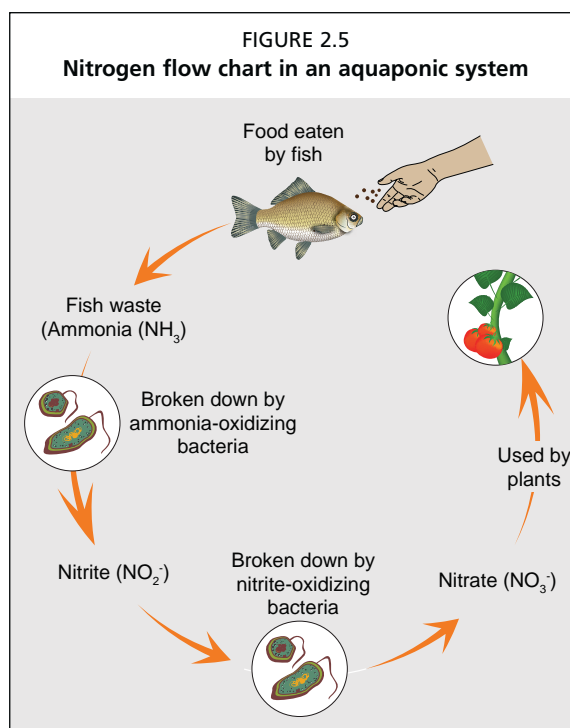 FIGURE 2.5
Nitrogen flow chart in an aquaponic system
Food eaten
by fish
Fish waste
(Ammonia (NH₃)
Broken down by
ammonia-oxidizing
bacteria
Nitrite (NO₂⁻)
Broken down by
nitrite-oxidizing
bacteria
Nitrate (NO₃⁻)
Used by
plants